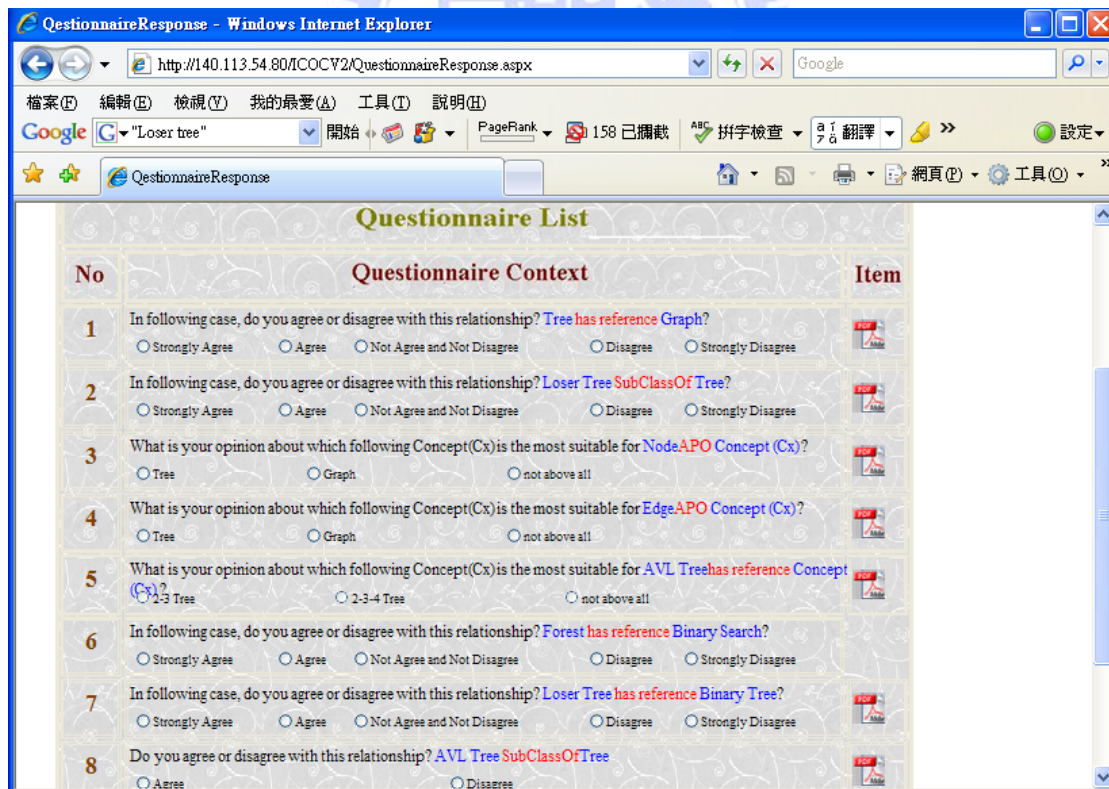 QestionnaireResponse - Windows Internet Explorer
http://140.113.54.80/ICOCV2/QuestionnaireResponse.aspx
Google
檔案(F) 編輯(E) 檢視(V) 我的最愛(A) 工具(T) 說明(H)
Google G "Loser tree" 開始 PageRank 158 已攔截 ABC 拼字檢查 翻譯 » 設定
QestionnaireResponse 網頁(P) 工具(O) »
Questionnaire List
No Questionnaire Context Item
1 In following case, do you agree or disagree with this relationship? Tree has reference Graph?
Strongly Agree Agree Not Agree and Not Disagree Disagree Strongly Disagree
2 In following case, do you agree or disagree with this relationship? Loser Tree SubClassOf Tree?
Strongly Agree Agree Not Agree and Not Disagree Disagree Strongly Disagree
3 What is your opinion about which following Concept(Cx)is the most suitable for NodeAPO Concept (Cx)?
Tree Graph not above all
4 What is your opinion about which following Concept(Cx)is the most suitable for EdgeAPO Concept (Cx)?
Tree Graph not above all
5 What is your opinion about which following Concept(Cx)is the most suitable for AVL Treehas reference Concept
(Cx)?
2-3 Tree 2-3-4 Tree not above all
6 In following case, do you agree or disagree with this relationship? Forest has reference Binary Search?
Strongly Agree Agree Not Agree and Not Disagree Disagree Strongly Disagree
7 In following case, do you agree or disagree with this relationship? Loser Tree has reference Binary Tree?
Strongly Agree Agree Not Agree and Not Disagree Disagree Strongly Disagree
8 Do you agree or disagree with this relationship? AVL Tree SubClassOfTree
Agree Disagree